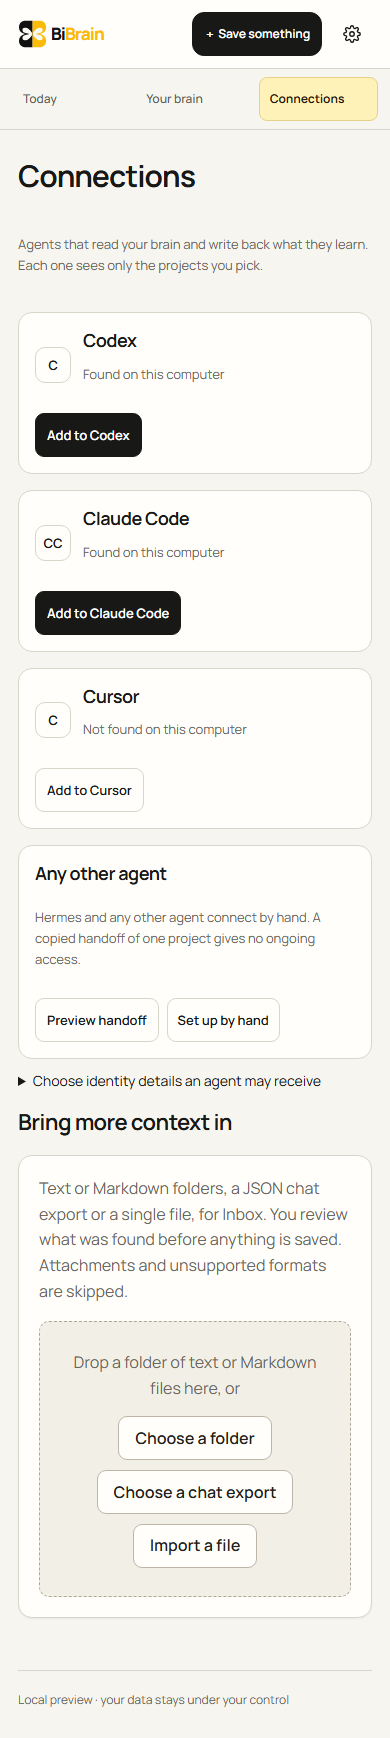 BiBrain
+ Save something
Today
Your brain
Connections
Connections
Agents that read your brain and write back what they learn.
Each one sees only the projects you pick.
C
Codex
Found on this computer
Add to Codex
CC
Claude Code
Found on this computer
Add to Claude Code
C
Cursor
Not found on this computer
Add to Cursor
Any other agent
Hermes and any other agent connect by hand. A
copied handoff of one project gives no ongoing
access.
Preview handoff
Set up by hand
Choose identity details an agent may receive
Bring more context in
Text or Markdown folders, a JSON chat
export or a single file, for Inbox. You review
what was found before anything is saved.
Attachments and unsupported formats
are skipped.
Drop a folder of text or Markdown
files here, or
Choose a folder
Choose a chat export
Import a file
Local preview · your data stays under your control